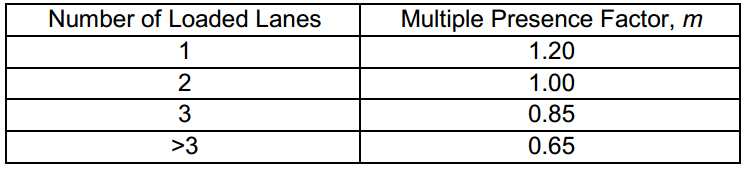 Number of Loaded Lanes Multiple Presence Factor, m
1 1.20
2 1.00
3 0.85
>3 0.65